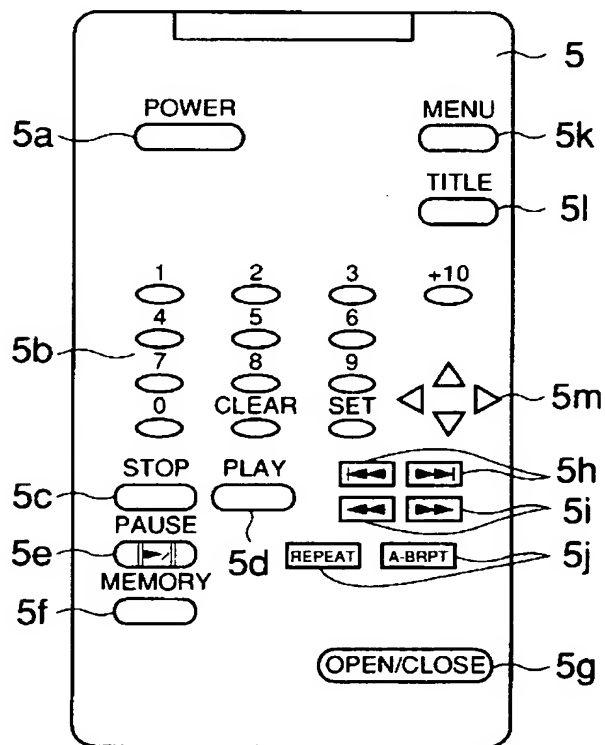 5
POWER MENU
5a 5k
TITLE
5l
1 2 3 +10
4 5 6
5b
7 8 9
5m
0 CLEAR SET
STOP PLAY 5h
5c
5i
PAUSE
5e 5d REPEAT A-BRPT 5j
MEMORY
5f
OPEN/CLOSE 5g